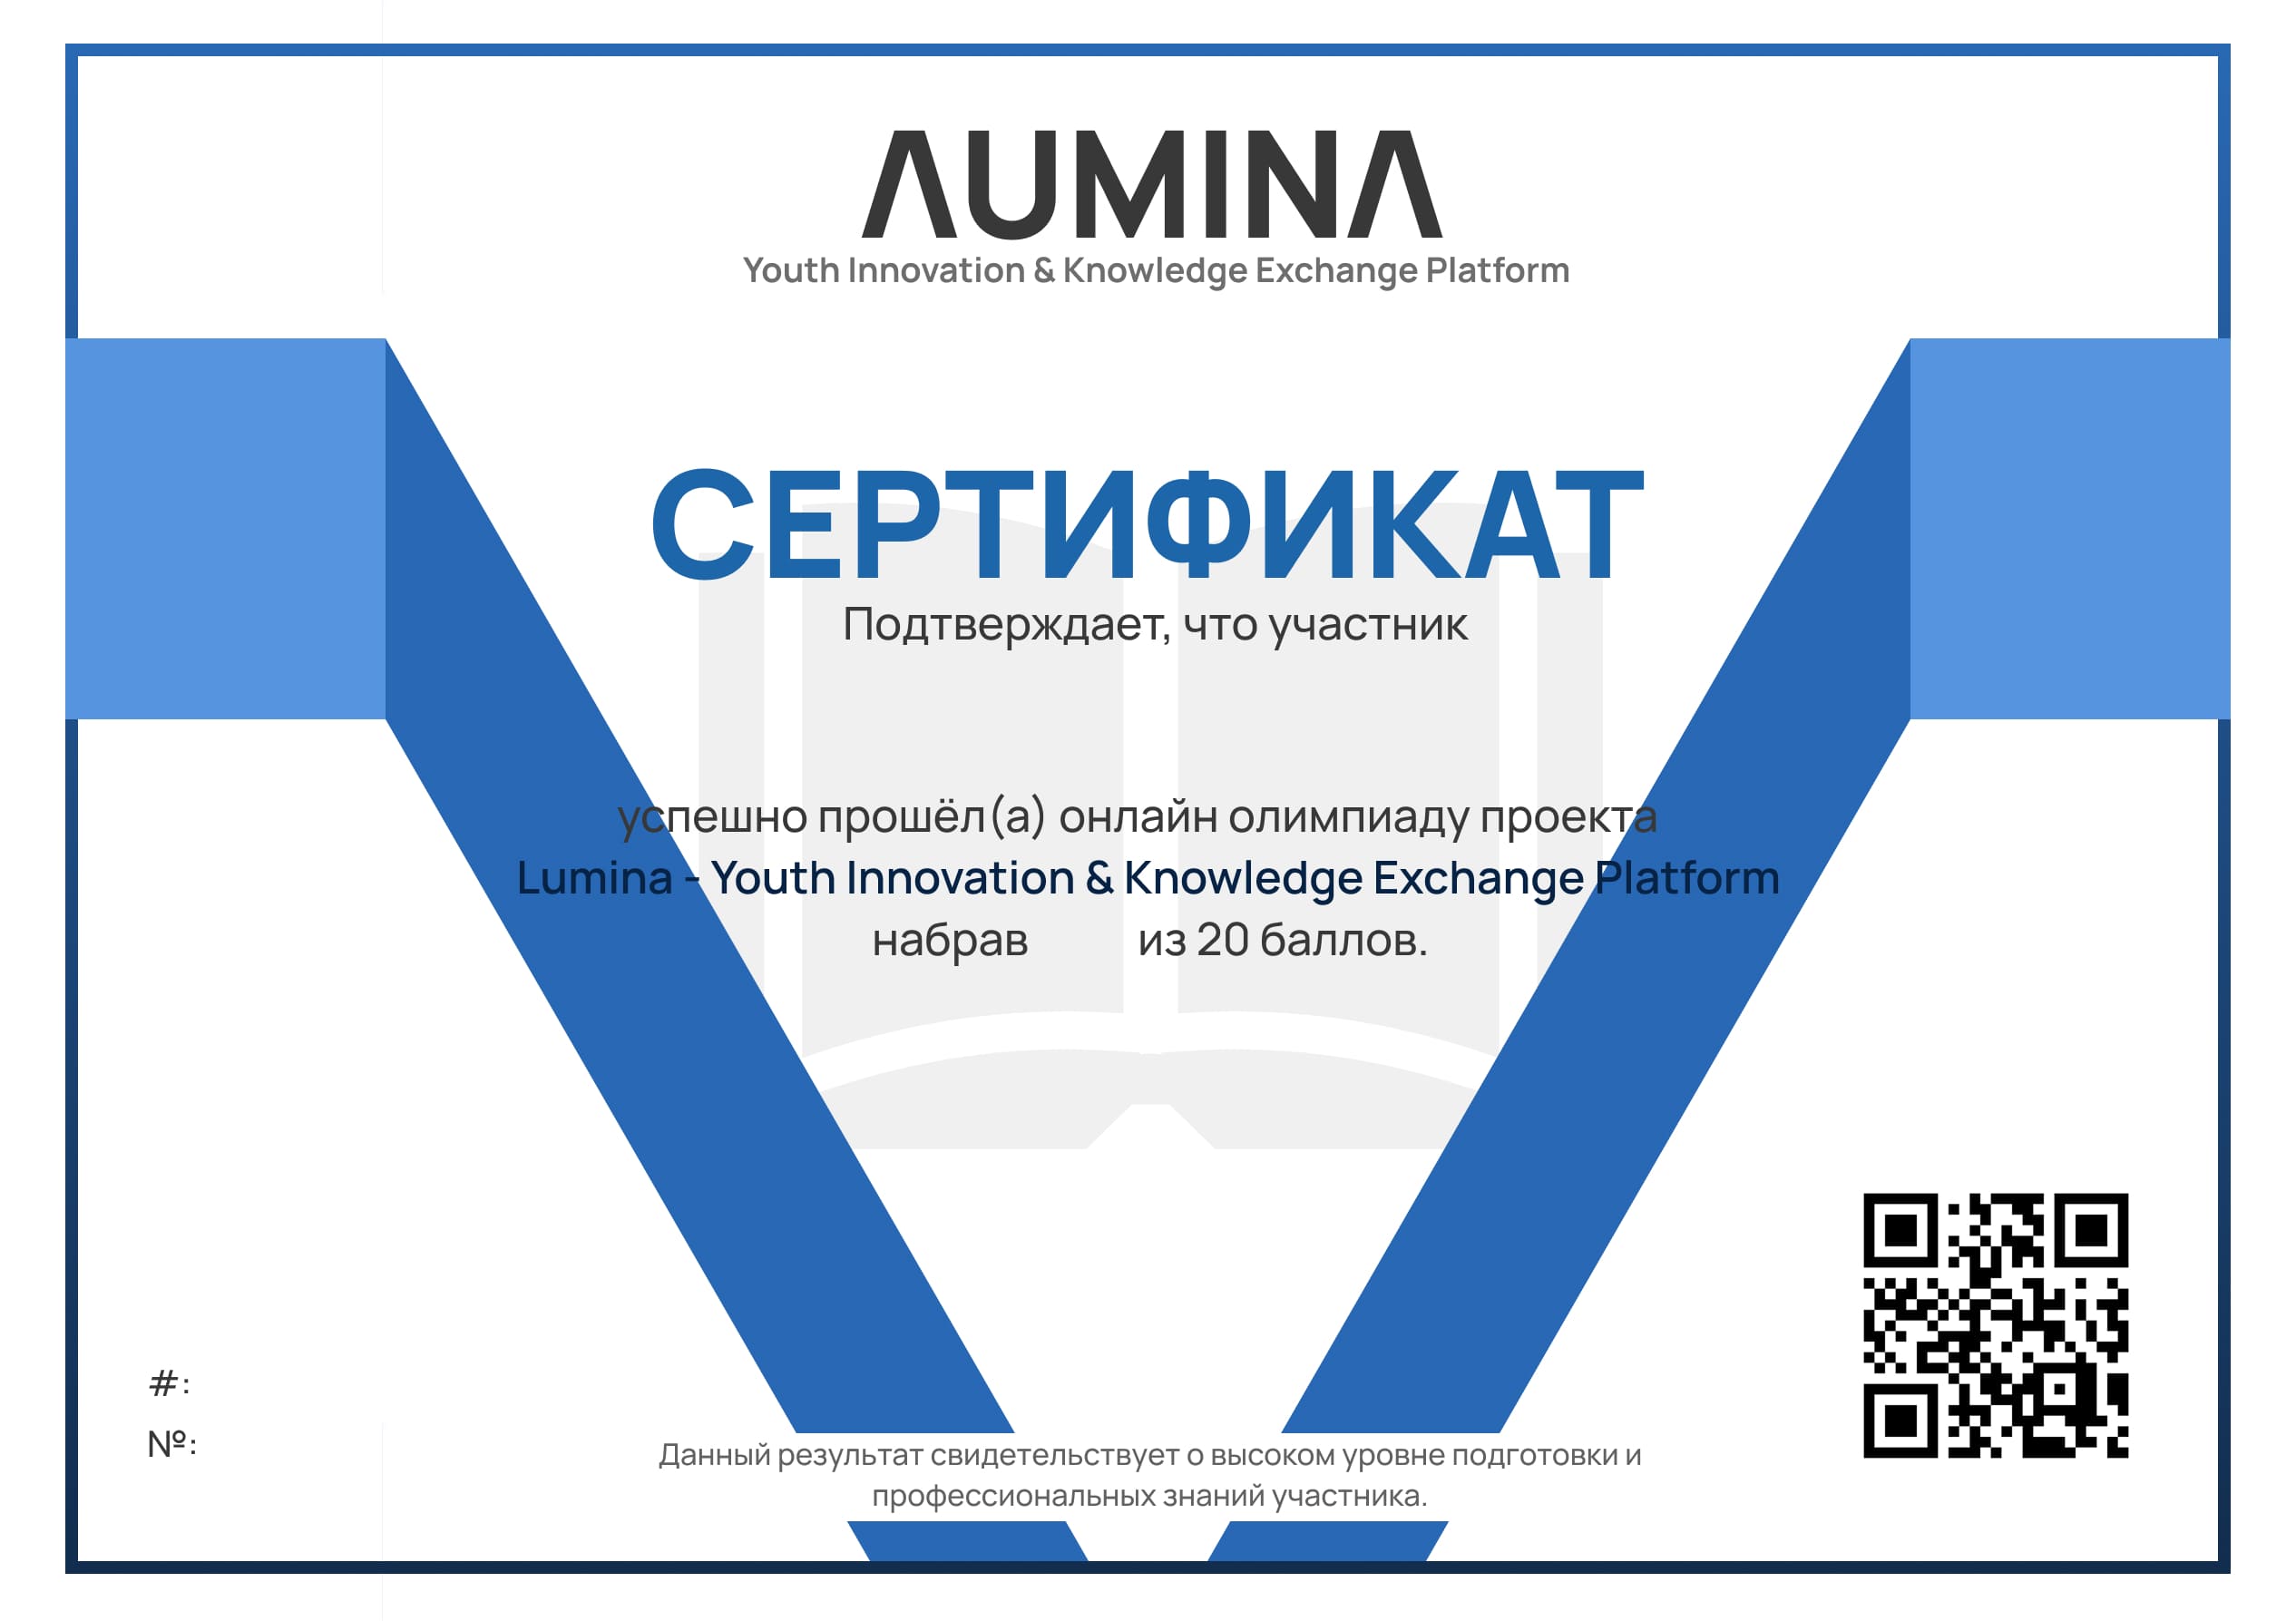 ΛUMINΛ
Youth Innovation & Knowledge Exchange Platform
СЕРТИФИКАТ
Подтверждает, что участник
успешно прошёл(а) онлайн олимпиаду проекта
Lumina - Youth Innovation & Knowledge Exchange Platform
набрав из 20 баллов.
#:
№:
Данный результат свидетельствует о высоком уровне подготовки и
профессиональных знаний участника.